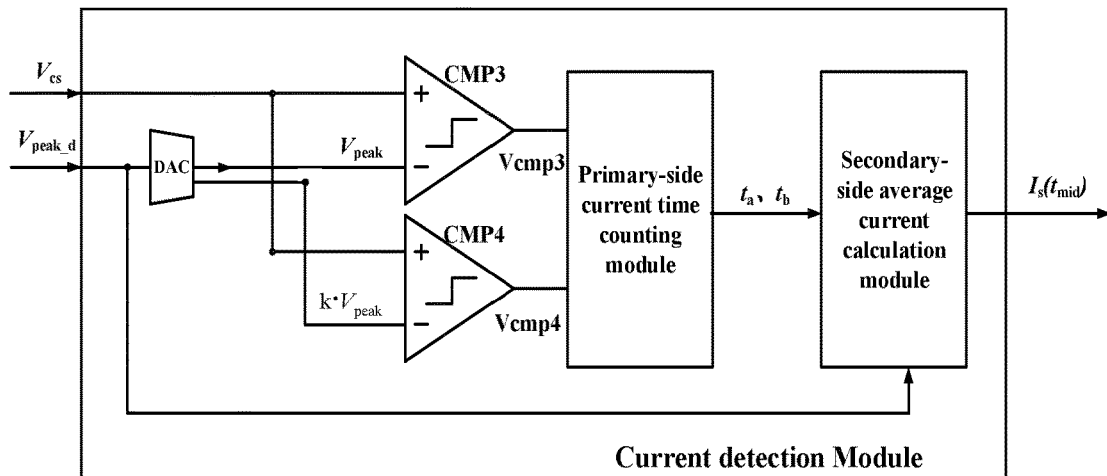 V_cs
V_peak_d
DAC
V_peak
k·V_peak
CMP3
+
−
Vcmp3
CMP4
+
−
Vcmp4
Primary-side
current time
counting
module
t_a、t_b
Secondary-
side average
current
calculation
module
I_s(t_mid)
Current detection Module